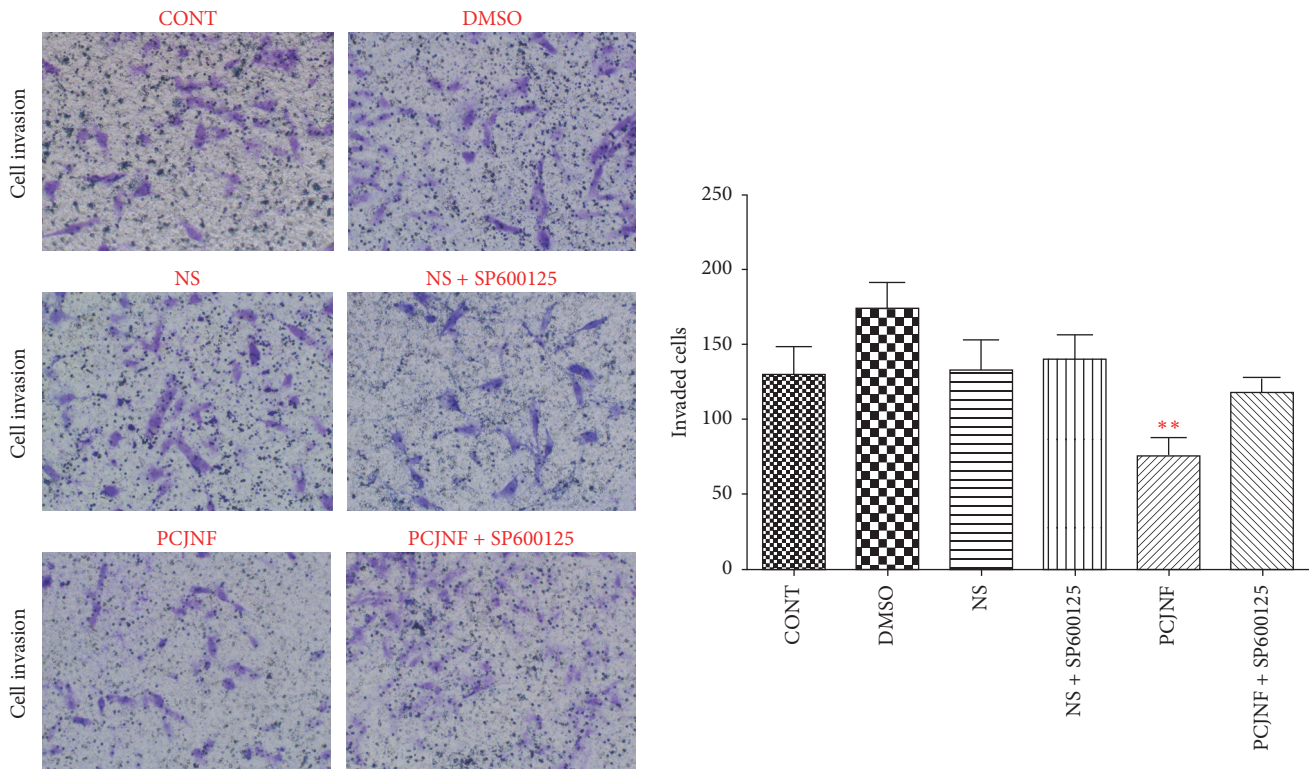 CONT
DMSO
Cell invasion
NS
NS + SP600125
Cell invasion
PCJNF
PCJNF + SP600125
Cell invasion
250
200
150
100
50
0
Invaded cells
**
CONT
DMSO
NS
NS + SP600125
PCJNF
PCJNF + SP600125